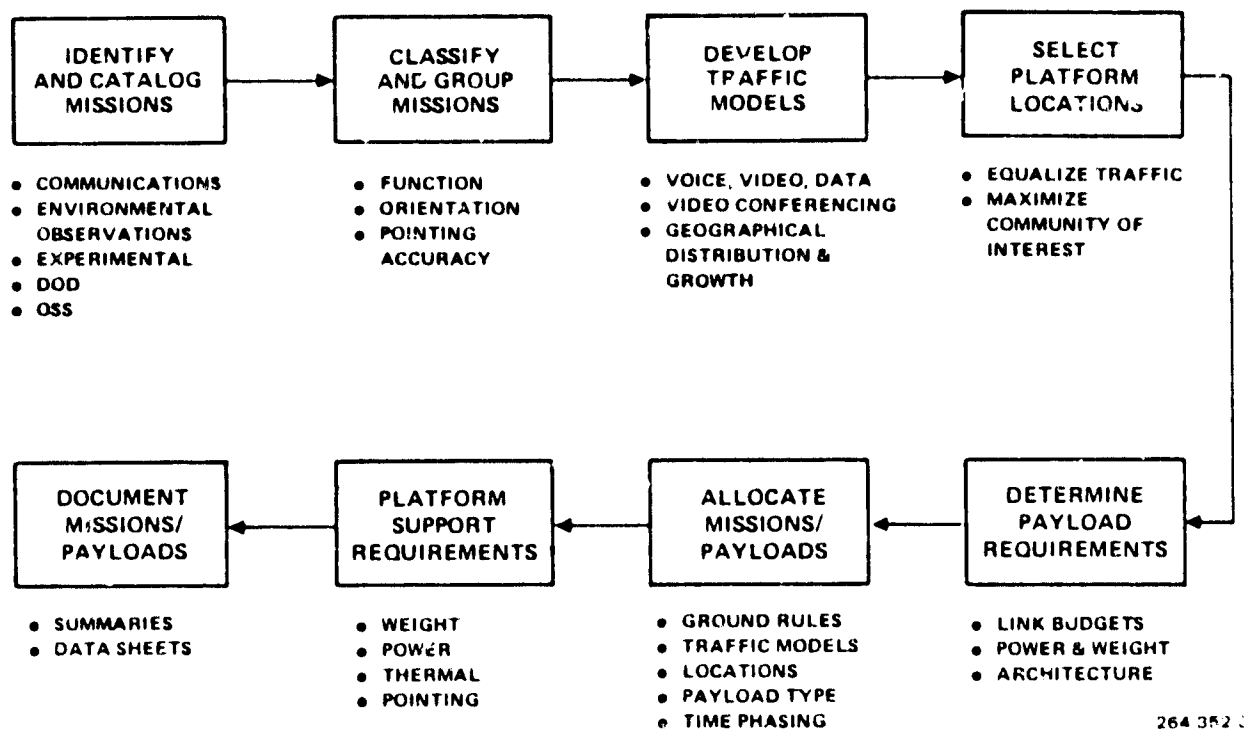 IDENTIFY
AND CATALOG
MISSIONS
CLASSIFY
AND GROUP
MISSIONS
DEVELOP
TRAFFIC
MODELS
SELECT
PLATFORM
LOCATIONS
• COMMUNICATIONS
• ENVIRONMENTAL
OBSERVATIONS
• EXPERIMENTAL
• DOD
• OSS
• FUNCTION
• ORIENTATION
• POINTING
ACCURACY
• VOICE, VIDEO, DATA
• VIDEO CONFERENCING
• GEOGRAPHICAL
DISTRIBUTION &
GROWTH
• EQUALIZE TRAFFIC
• MAXIMIZE
COMMUNITY OF
INTEREST
DOCUMENT
MISSIONS/
PAYLOADS
PLATFORM
SUPPORT
REQUIREMENTS
ALLOCATE
MISSIONS/
PAYLOADS
DETERMINE
PAYLOAD
REQUIREMENTS
• SUMMARIES
• DATA SHEETS
• WEIGHT
• POWER
• THERMAL
• POINTING
• GROUND RULES
• TRAFFIC MODELS
• LOCATIONS
• PAYLOAD TYPE
• TIME PHASING
• LINK BUDGETS
• POWER & WEIGHT
• ARCHITECTURE
264 352